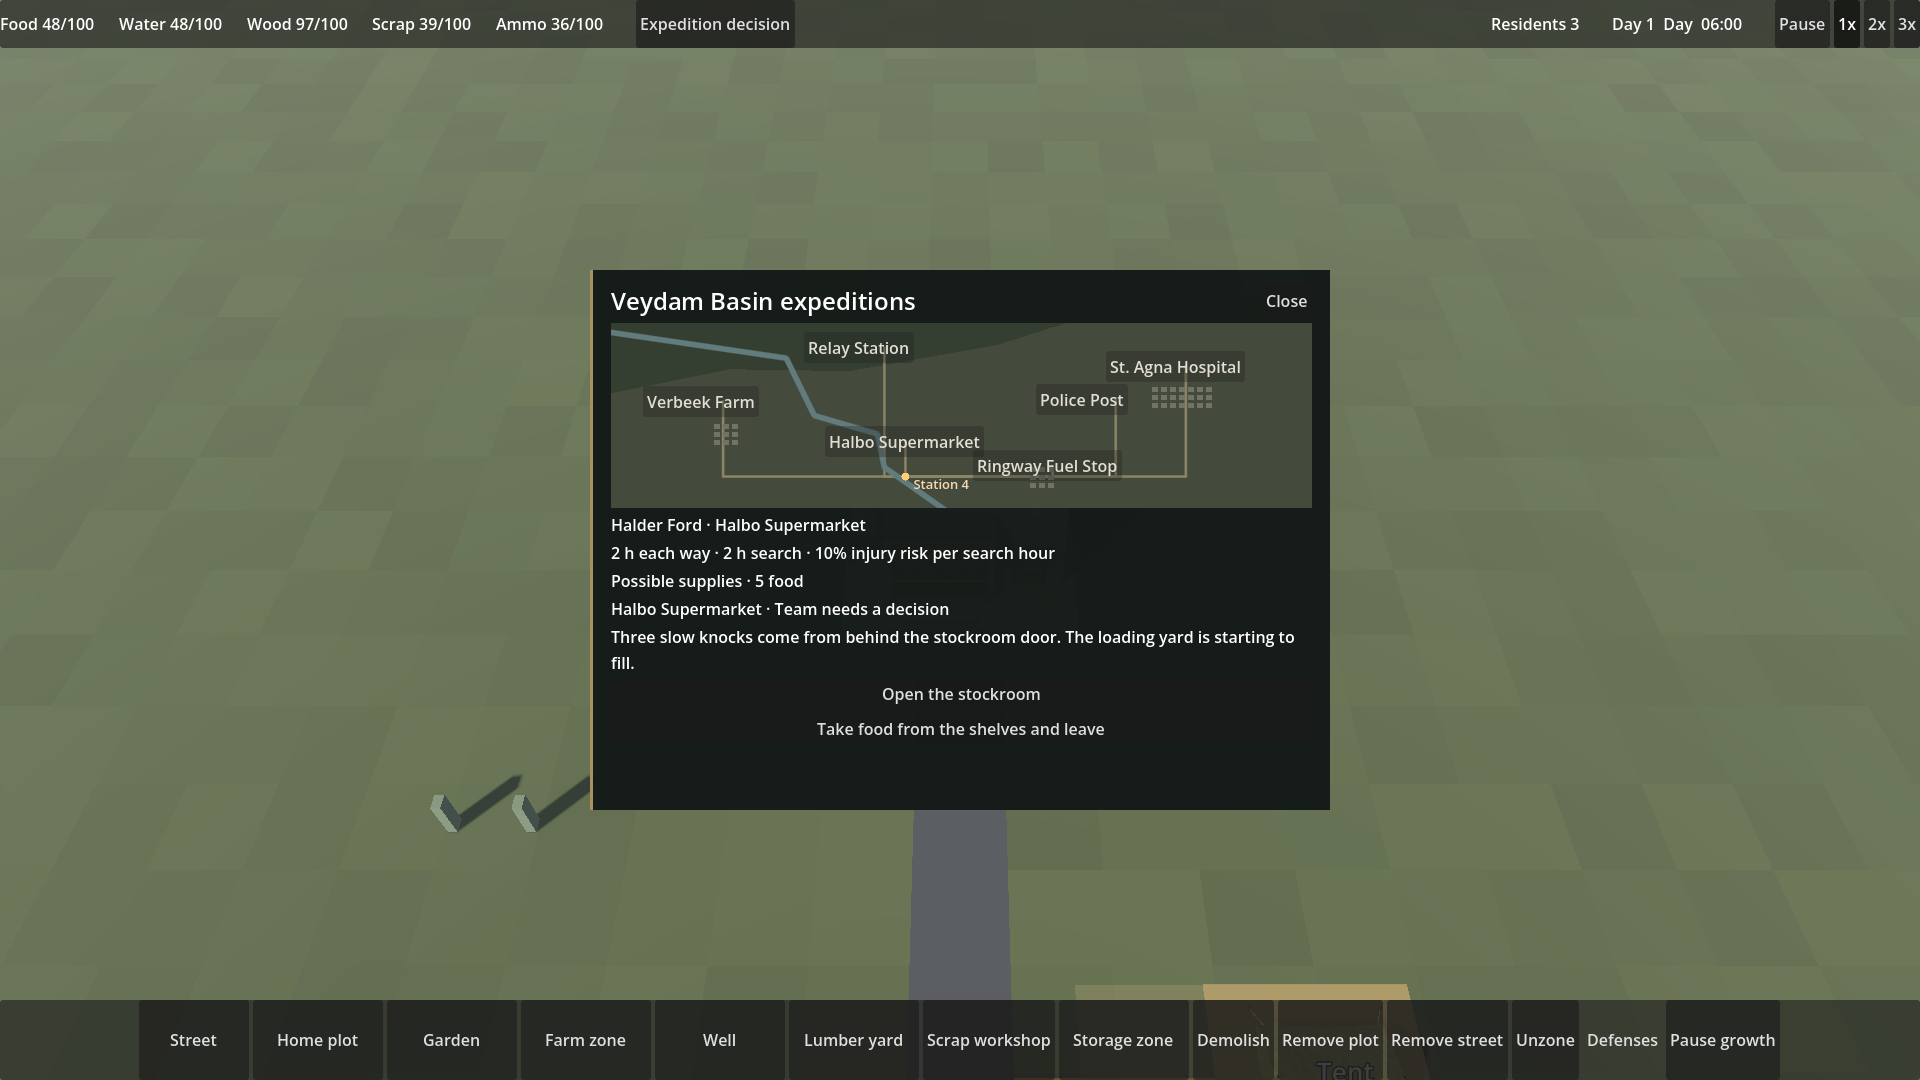 Food 48/100 Water 48/100 Wood 97/100 Scrap 39/100 Ammo 36/100 Expedition decision Residents 3 Day 1 Day 06:00 Pause 1x 2x 3x
Veydam Basin expeditions Close
Relay Station
St. Agna Hospital
Police Post
Verbeek Farm
Halbo Supermarket
Ringway Fuel Stop
Station 4
Halder Ford · Halbo Supermarket
2 h each way · 2 h search · 10% injury risk per search hour
Possible supplies · 5 food
Halbo Supermarket · Team needs a decision
Three slow knocks come from behind the stockroom door. The loading yard is starting to
fill.
Open the stockroom
Take food from the shelves and leave
Street Home plot Garden Farm zone Well Lumber yard Scrap workshop Storage zone Demolish Remove plot Remove street Unzone Defenses Pause growth
Tent